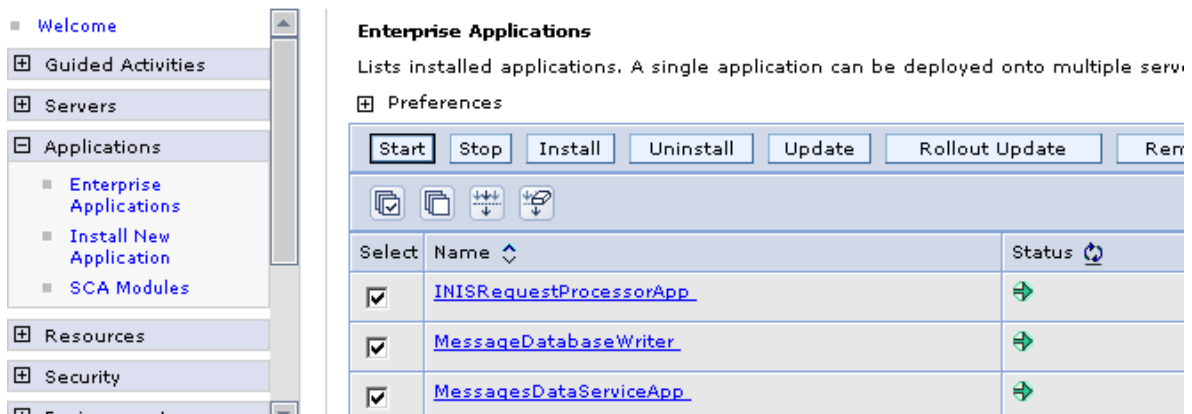 Welcome
Guided Activities
Servers
Applications
Enterprise
Applications
Install New
Application
SCA Modules
Resources
Security
Enterprise Applications
Lists installed applications. A single application can be deployed onto multiple
Preferences
Start Stop Install Uninstall Update Rollout Update
Select Name Status
INISRequestProcessorApp
MessageDatabaseWriter
MessagesDataServiceApp